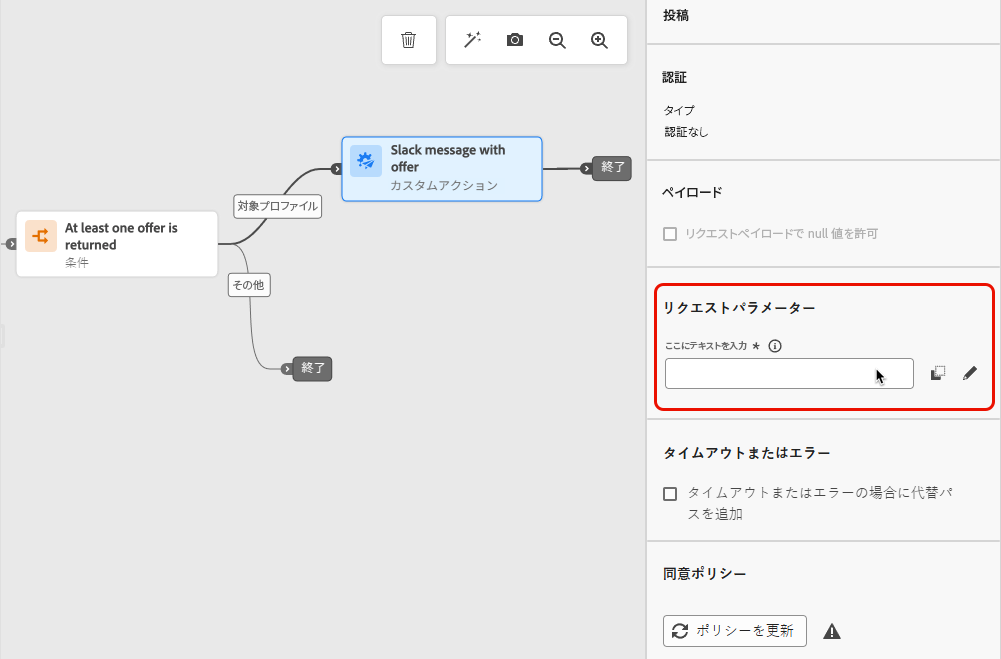 投稿
認証
タイプ
認証なし
ペイロード
リクエストペイロードで null 値を許可
リクエストパラメーター
ここにテキストを入力 *
タイムアウトまたはエラー
タイムアウトまたはエラーの場合に代替パ
スを追加
同意ポリシー
ポリシーを更新
Slack message with
offer
カスタムアクション
終了
対象プロファイル
At least one offer is
returned
条件
その他
終了